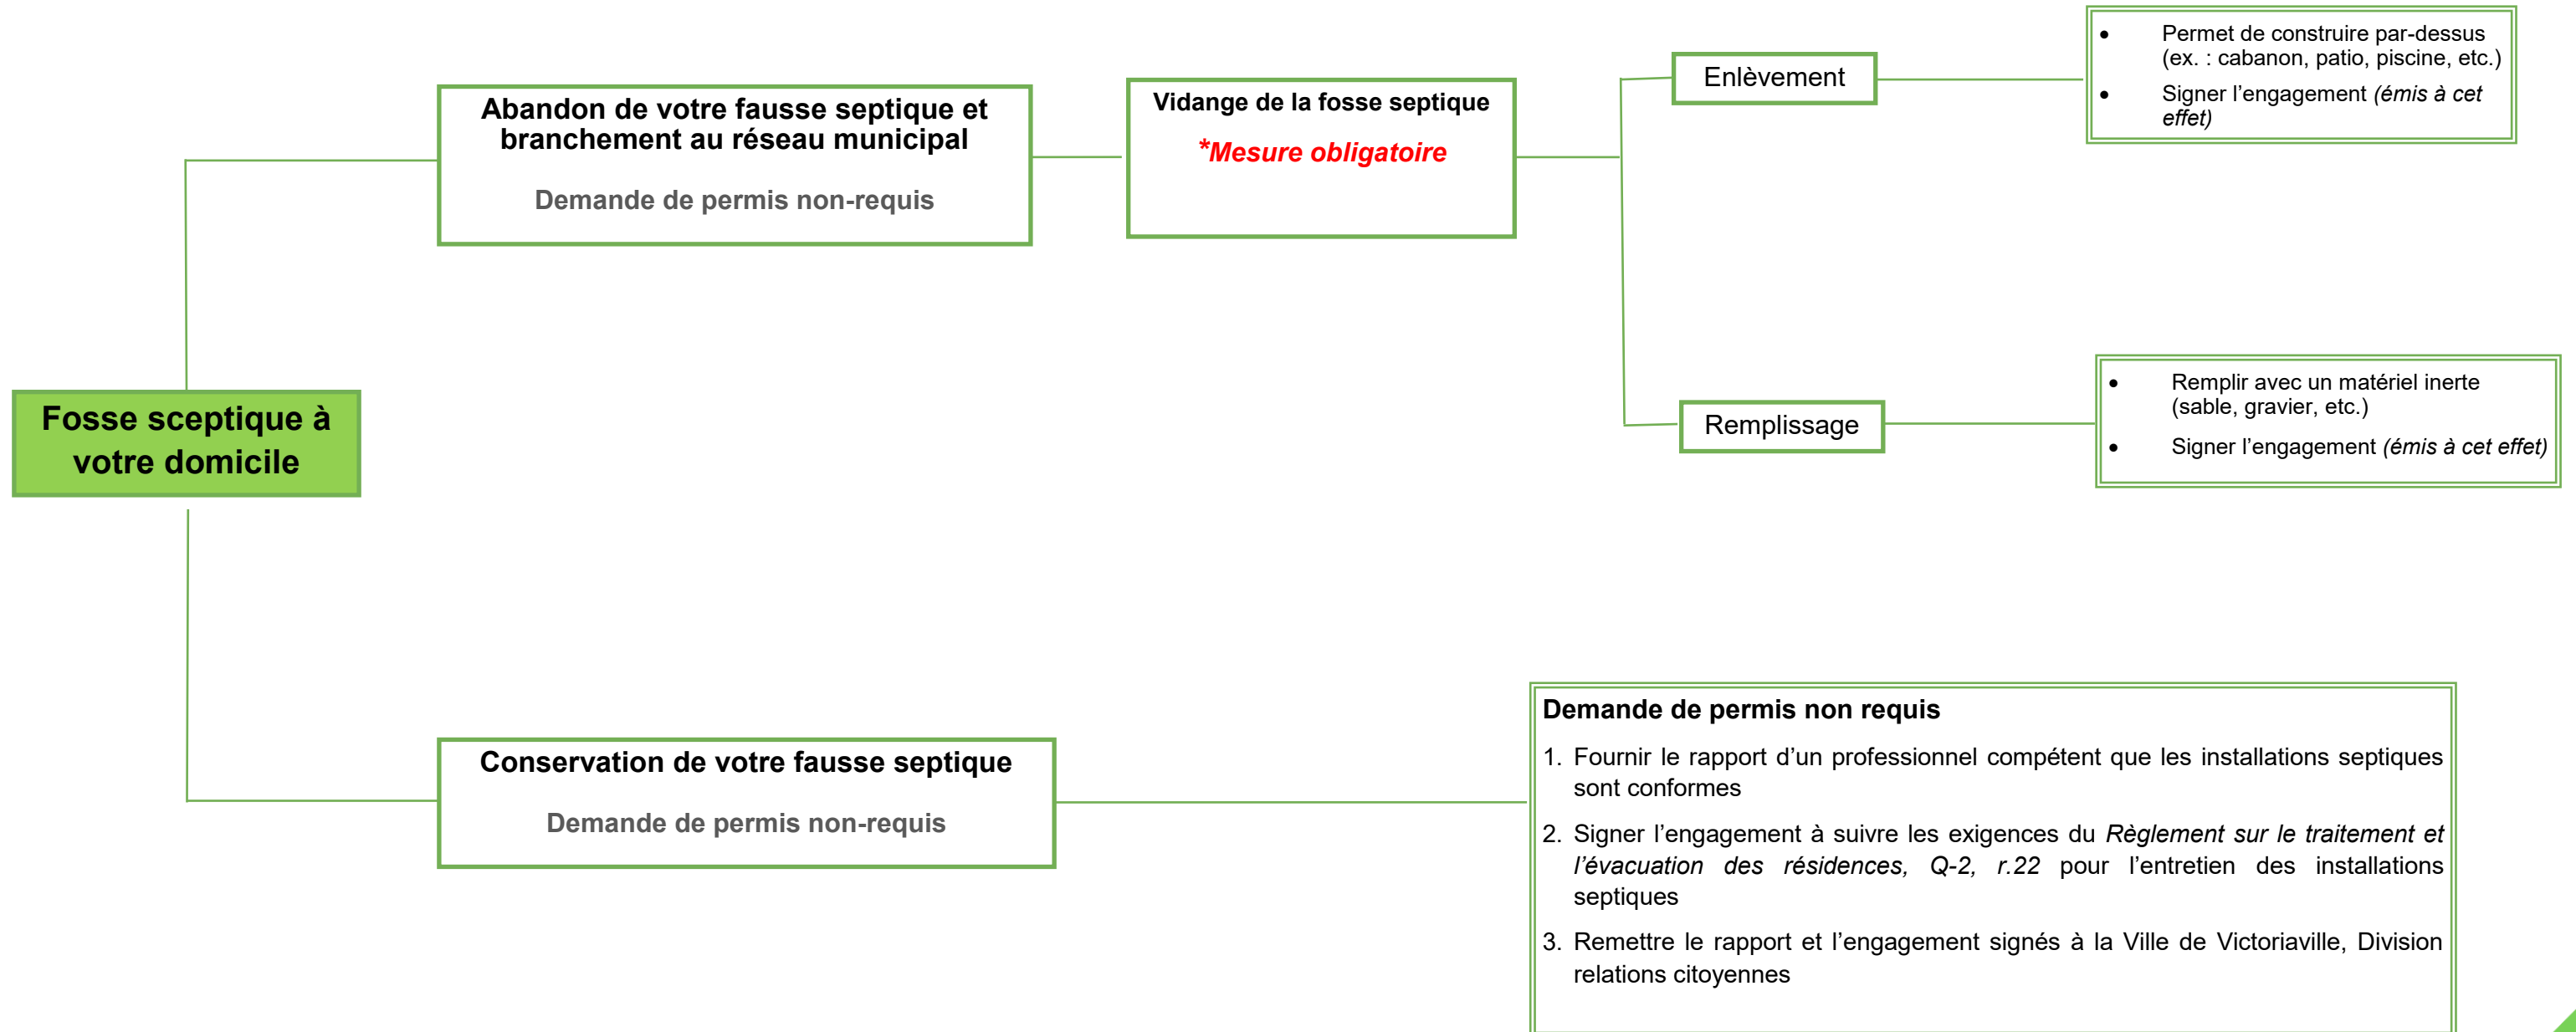 Fosse sceptique à
votre domicile
Abandon de votre fausse septique et
branchement au réseau municipal
Demande de permis non-requis
Vidange de la fosse septique
*Mesure obligatoire
Enlèvement
• Permet de construire par-dessus
(ex. : cabanon, patio, piscine, etc.)
• Signer l’engagement (émis à cet
effet)
Remplissage
• Remplir avec un matériel inerte
(sable, gravier, etc.)
• Signer l’engagement (émis à cet effet)
Conservation de votre fausse septique
Demande de permis non-requis
Demande de permis non requis
1. Fournir le rapport d’un professionnel compétent que les installations septiques
sont conformes
2. Signer l’engagement à suivre les exigences du Règlement sur le traitement et
l’évacuation des résidences, Q-2, r.22 pour l’entretien des installations
septiques
3. Remettre le rapport et l’engagement signés à la Ville de Victoriaville, Division
relations citoyennes